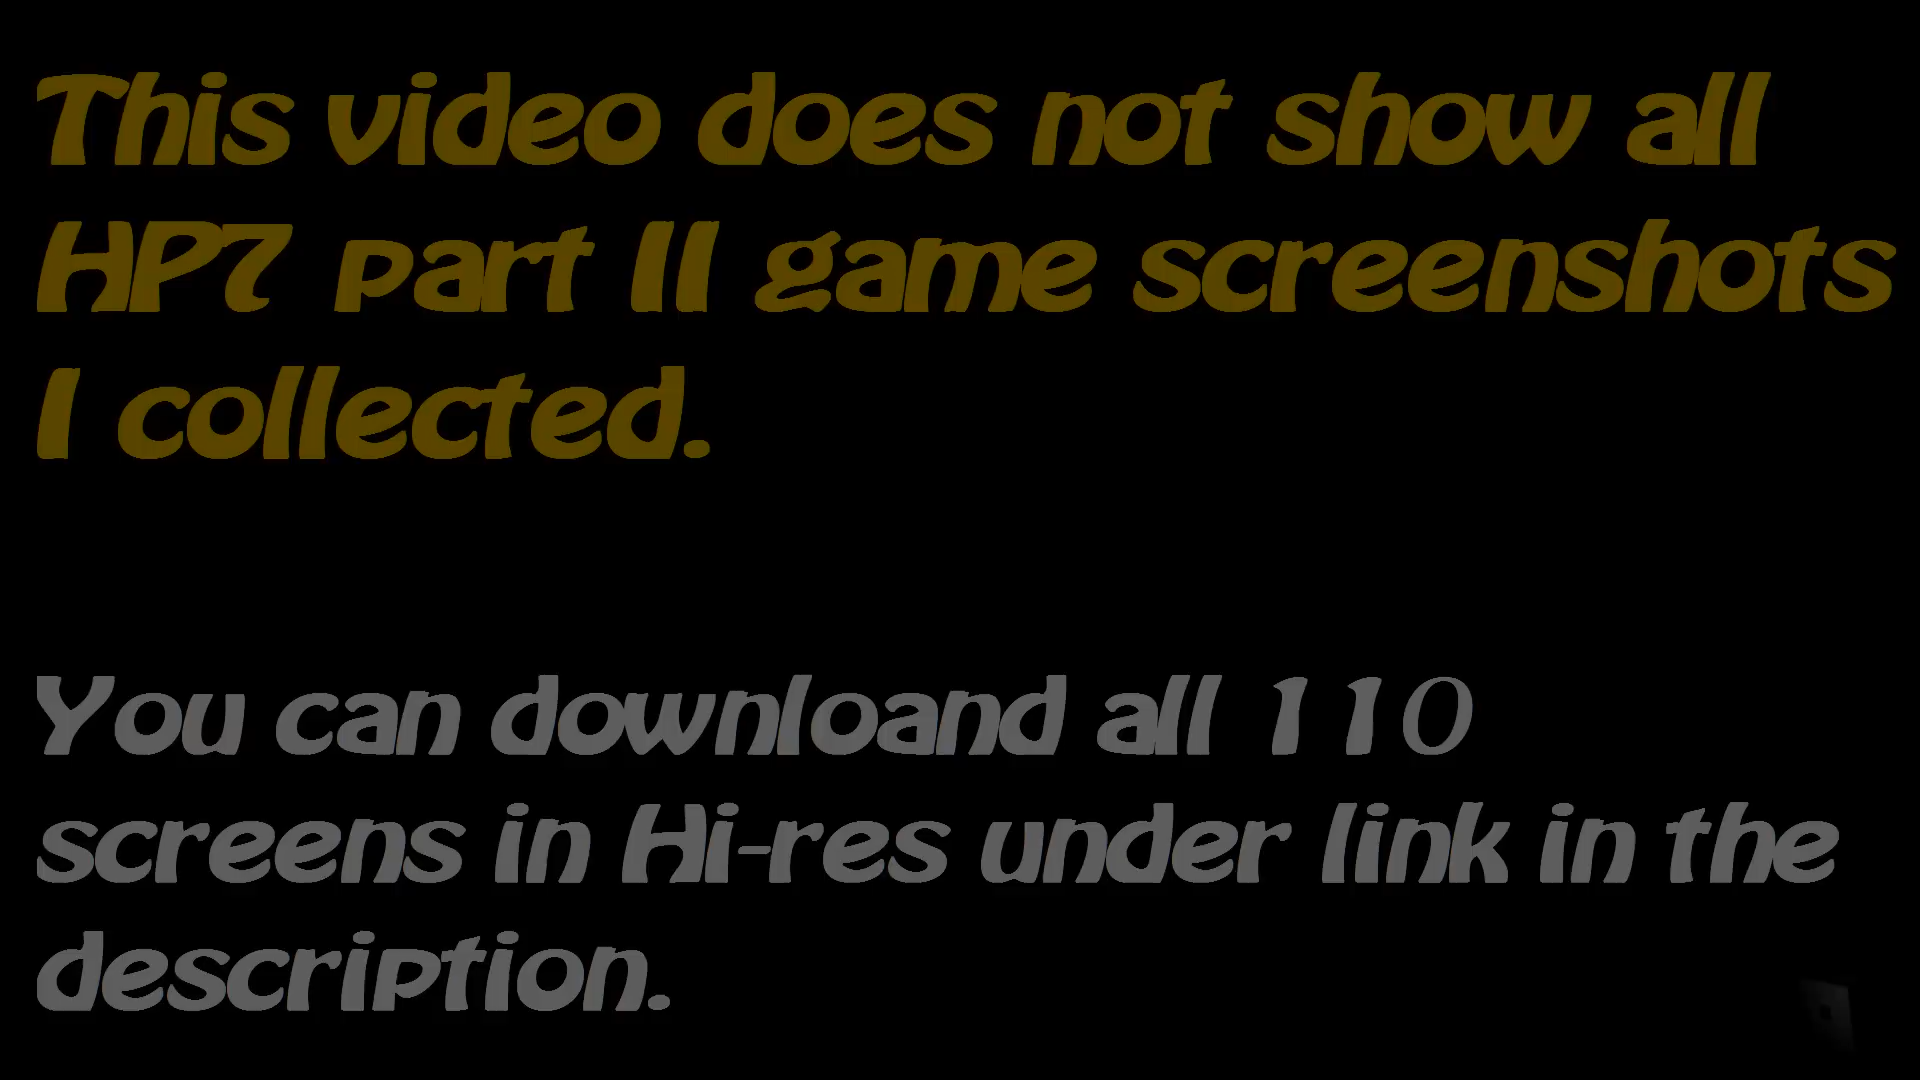 This video does not show all
HP7 part II game screenshots
I collected.
You can downloand all 110
screens in Hi-res under link in the
description.